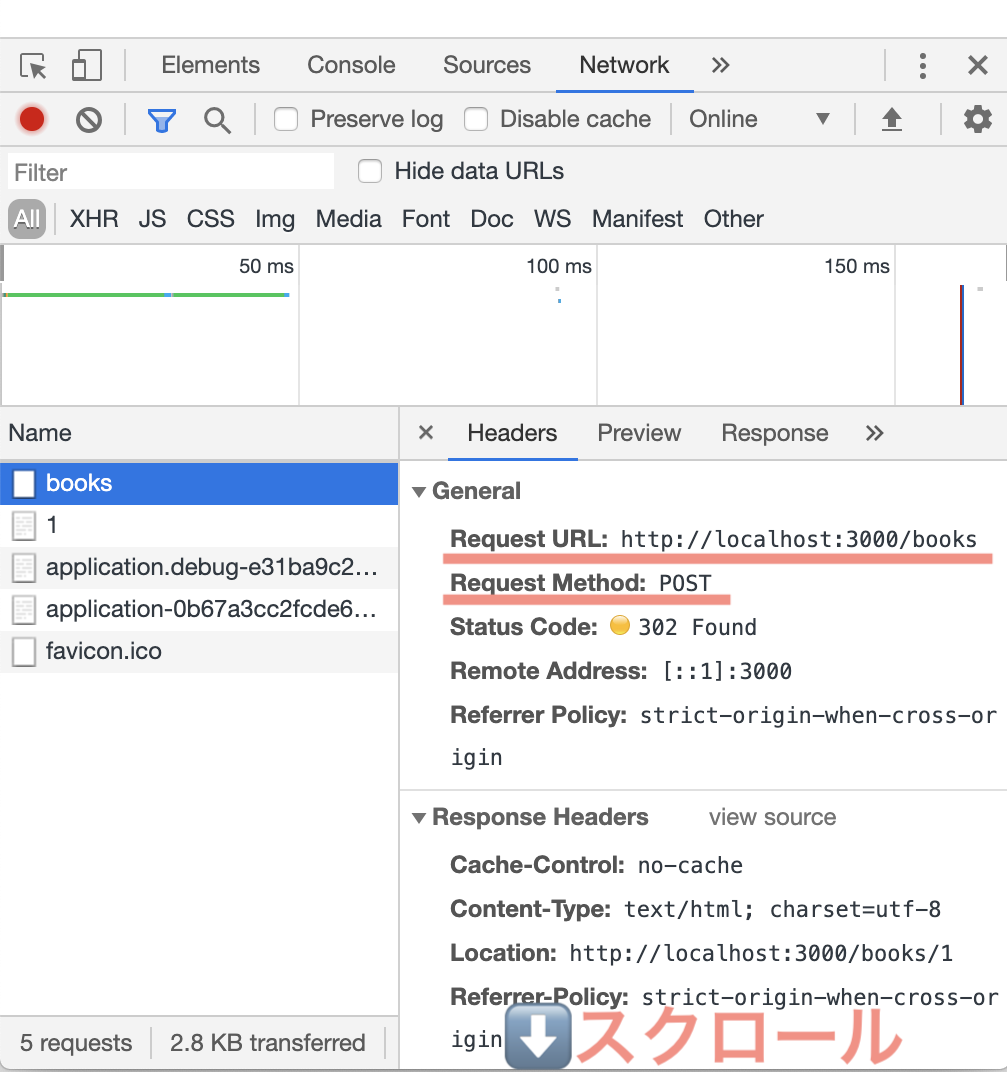 Elements Console Sources Network »
Preserve log Disable cache Online ▼
Filter Hide data URLs
All XHR JS CSS Img Media Font Doc WS Manifest Other
50 ms 100 ms 150 ms
Name
books
1
application.debug-e31ba9c2...
application-0b67a3cc2fcde6...
favicon.ico
5 requests 2.8 KB transferred
× Headers Preview Response »
▼ General
Request URL: http://localhost:3000/books
Request Method: POST
Status Code: 302 Found
Remote Address: [::1]:3000
Referrer Policy: strict-origin-when-cross-or
igin
▼ Response Headers view source
Cache-Control: no-cache
Content-Type: text/html; charset=utf-8
Location: http://localhost:3000/books/1
Referrer-Policy: strict-origin-when-cross-or
igin
⬇スクロール